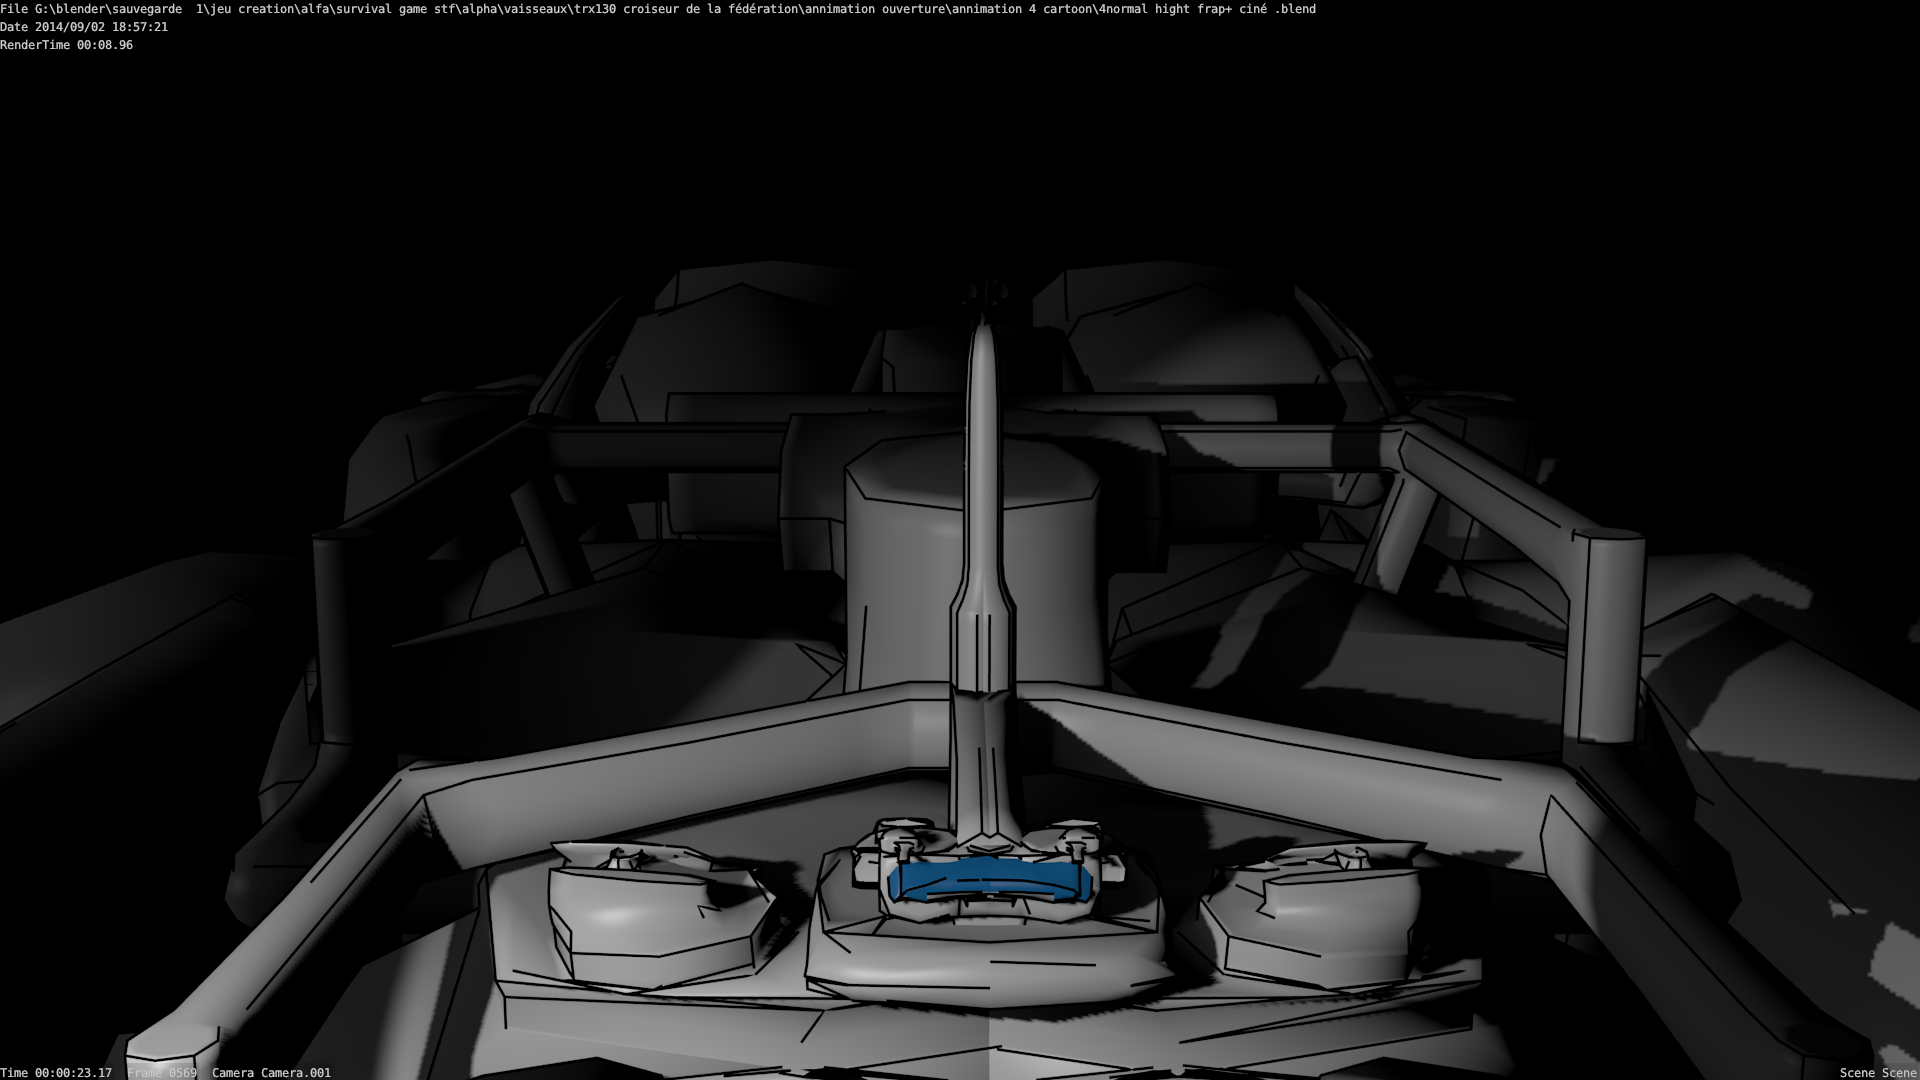 File G:\blender\sauvegarde  1\jeu creation\alfa\survival game stf\alpha\vaisseaux\trx130 croiseur de la fédération\annimation ouverture\annimation 4 cartoon\4normal hight frap+ ciné .blend
Date 2014/09/02 18:57:21
RenderTime 00:08.96
Time 00:00:23.17  Frame 0569  Camera Camera.001
Scene Scene